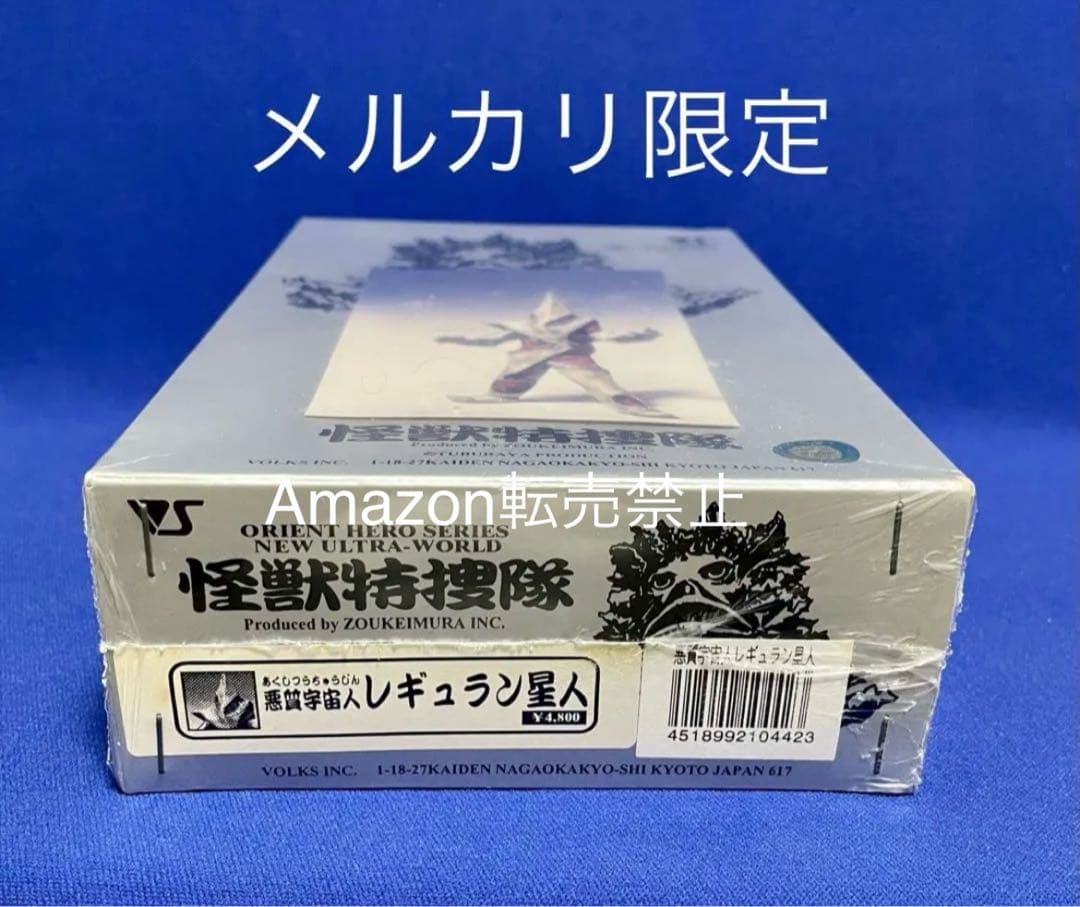 メルカリ限定
怪獣特捜隊
Produced by ZOUKEIMURA INC.
©TUBURAYA PRODUCTION
VOLKS INC. 1-18-27KAIDEN NAGAOKAKYO-SHI KYOTO JAPAN 617
Amazon転売禁止
VS
ORIENT HERO SERIES
NEW ULTRA-WORLD
怪獣特捜隊
Produced by ZOUKEIMURA INC.
あくしつうちゅうじん
悪質宇宙人レギュラン星人
¥4,800
悪質宇宙人レギュラン星人
4518992104423
VOLKS INC. 1-18-27KAIDEN NAGAOKAKYO-SHI KYOTO JAPAN 617